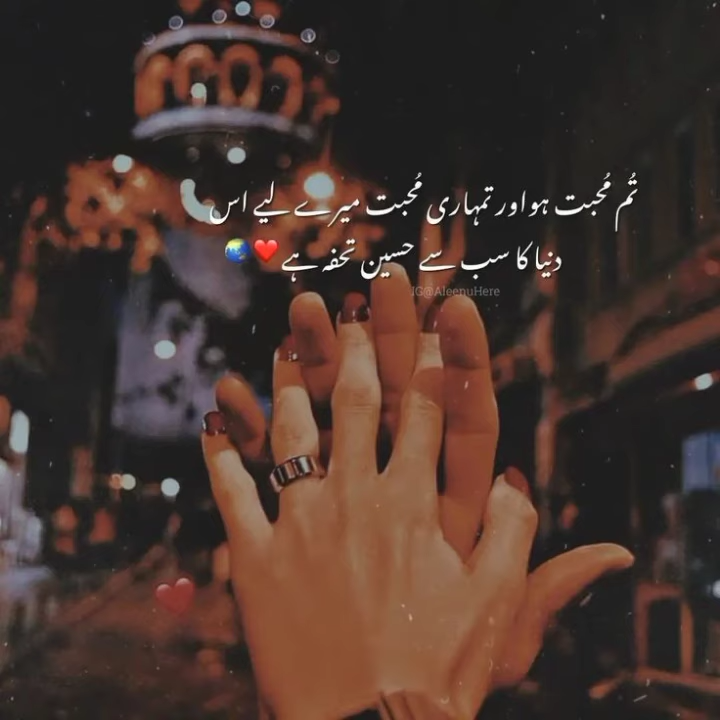 تُم مُحبت ہو اور تمہاری مُحبت میرے لیے اس
دنیا کا سب سے حسین تحفہ ہے ❤️🌏
IG@AleenuHere